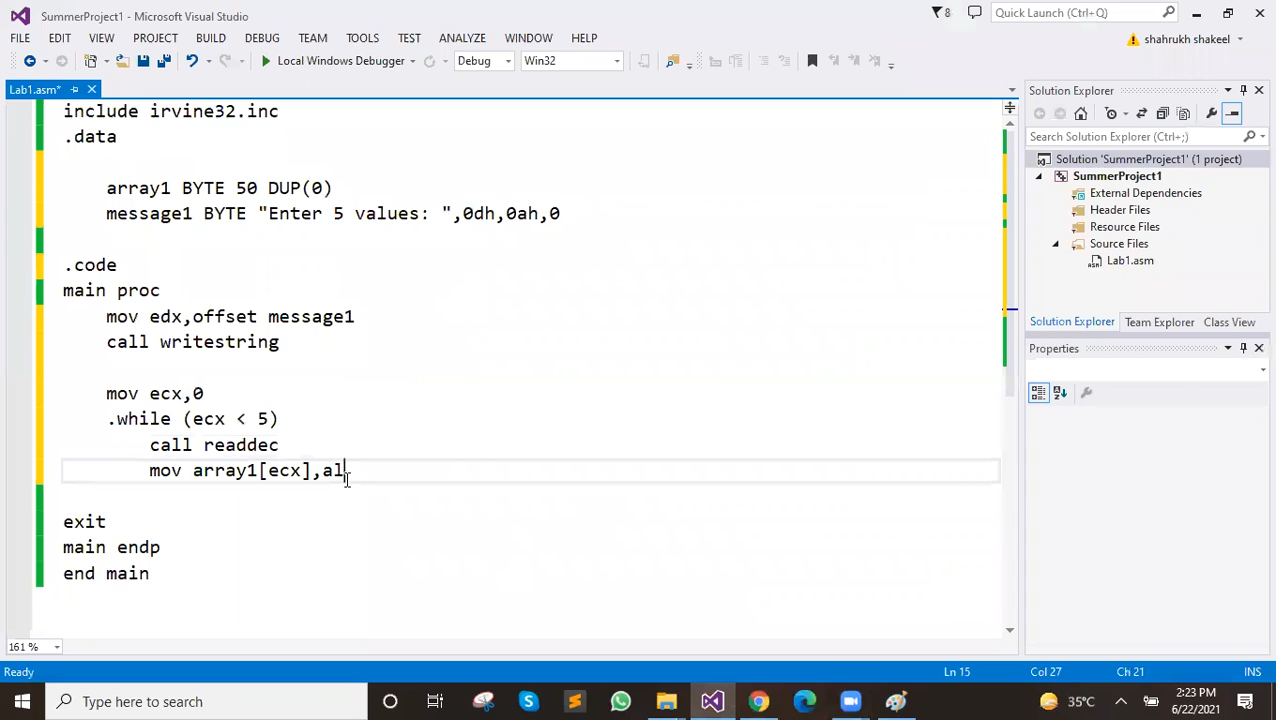 SummerProject1 - Microsoft Visual Studio
8
Quick Launch (Ctrl+Q)
FILE EDIT VIEW PROJECT BUILD DEBUG TEAM TOOLS TEST ANALYZE WINDOW HELP
shahrukh shakeel
Local Windows Debugger Debug Win32
Lab1.asm*
include irvine32.inc
.data
array1 BYTE 50 DUP(0)
message1 BYTE "Enter 5 values: ",0dh,0ah,0
.code
main proc
mov edx,offset message1
call writestring
mov ecx,0
.while (ecx < 5)
call readdec
mov array1[ecx],al
exit
main endp
end main
161 %
Solution Explorer
Search Solution Explorer (Ctrl+;)
Solution 'SummerProject1' (1 project)
SummerProject1
External Dependencies
Header Files
Resource Files
Source Files
Lab1.asm
Solution Explorer Team Explorer Class View
Properties
Ready Ln 15 Col 27 Ch 21 INS
Type here to search
35°C
2:23 PM
6/22/2021